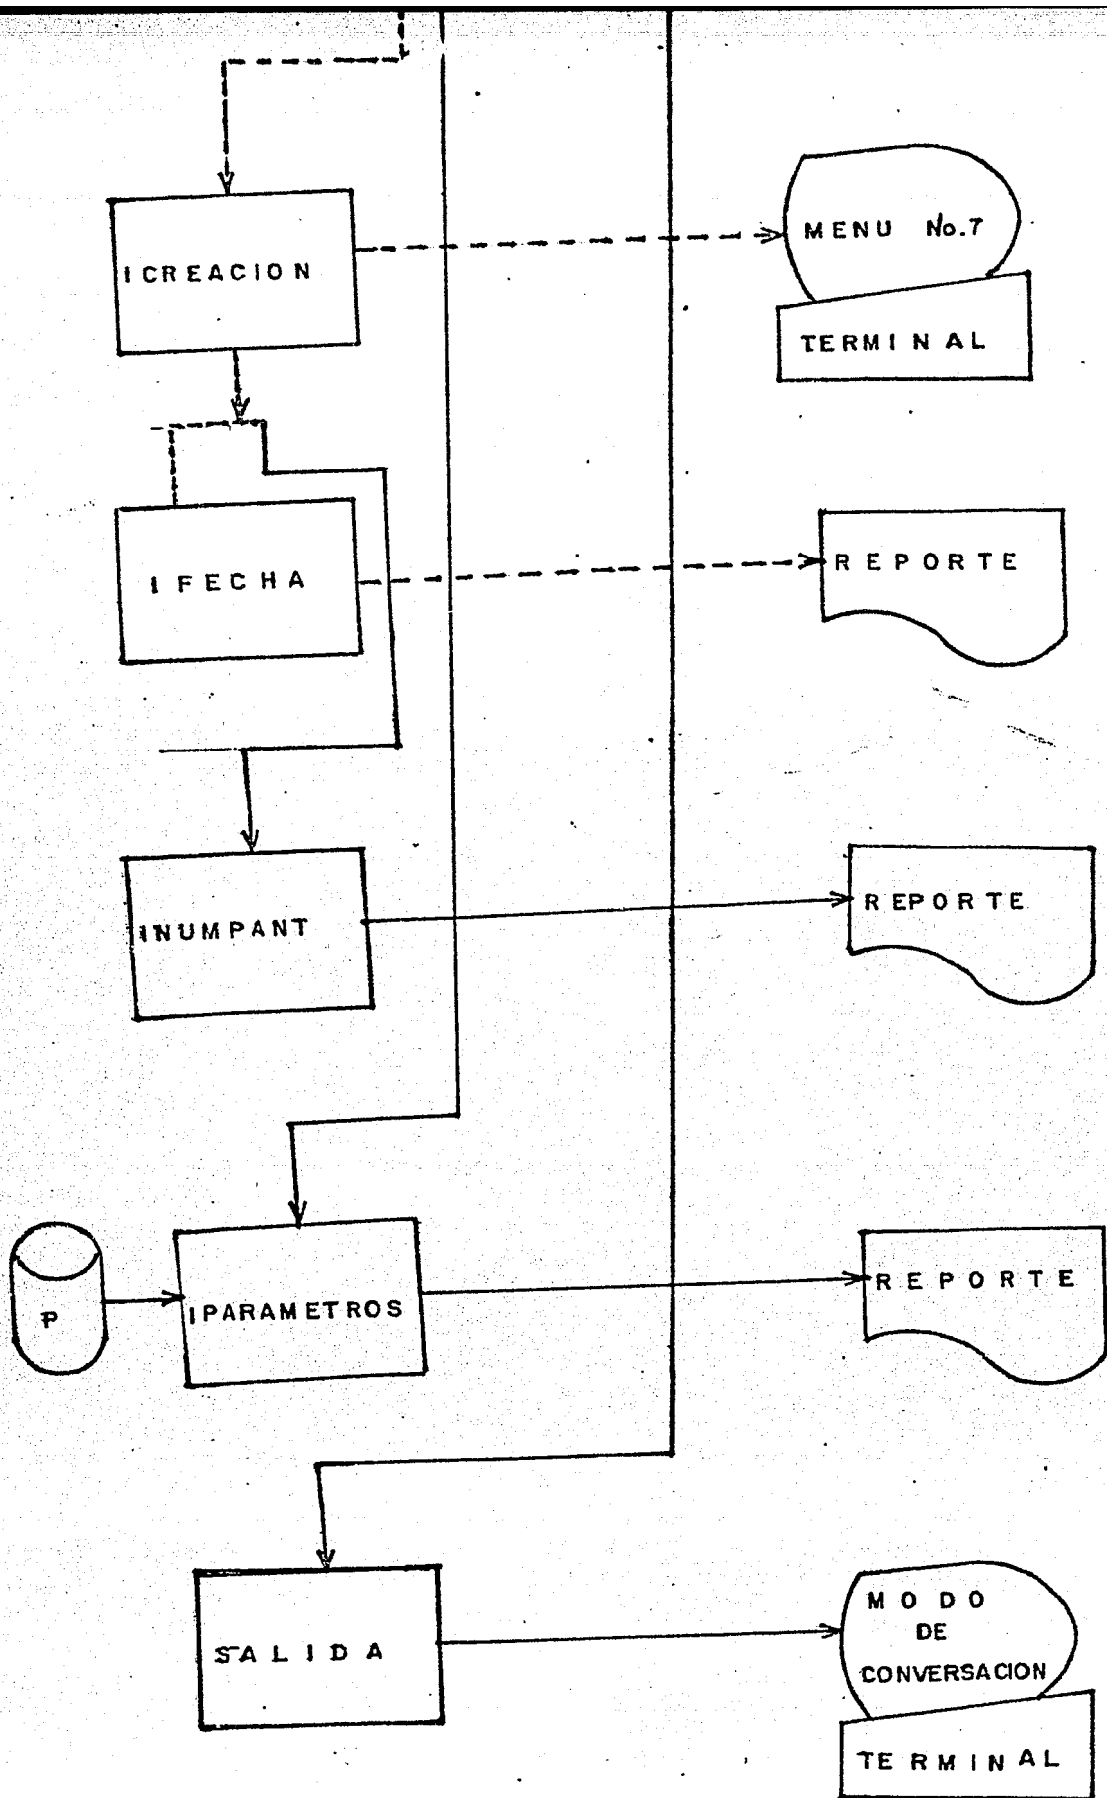 MENU No.7
ICREACION
TERMINAL
REPORTE
IFECHA
REPORTE
INUMPANT
REPORTE
P
IPARAMETROS
MODO
DE
CONVERSACION
SALIDA
TERMINAL